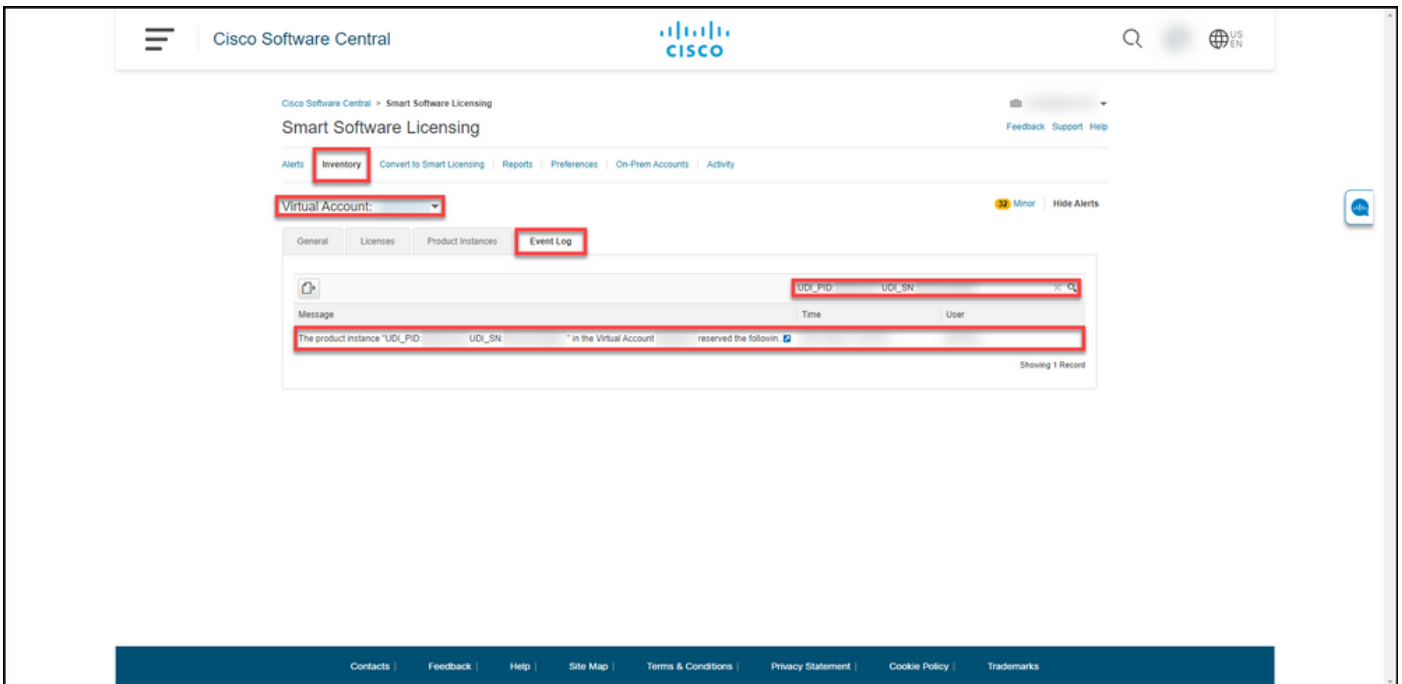 Cisco Software Central
CISCO
US
EN
Cisco Software Central > Smart Software Licensing
Smart Software Licensing
Feedback Support Help
Alerts Inventory Convert to Smart Licensing | Reports | Preferences | On-Prem Accounts | Activity
Virtual Account:
32 Minor | Hide Alerts
General Licenses Product Instances Event Log
UDI_PID: UDI_SN:
Message Time User
The product instance "UDI_PID: UDI_SN: " in the Virtual Account reserved the followin..
Showing 1 Record
Contacts | Feedback | Help | Site Map | Terms & Conditions | Privacy Statement | Cookie Policy | Trademarks